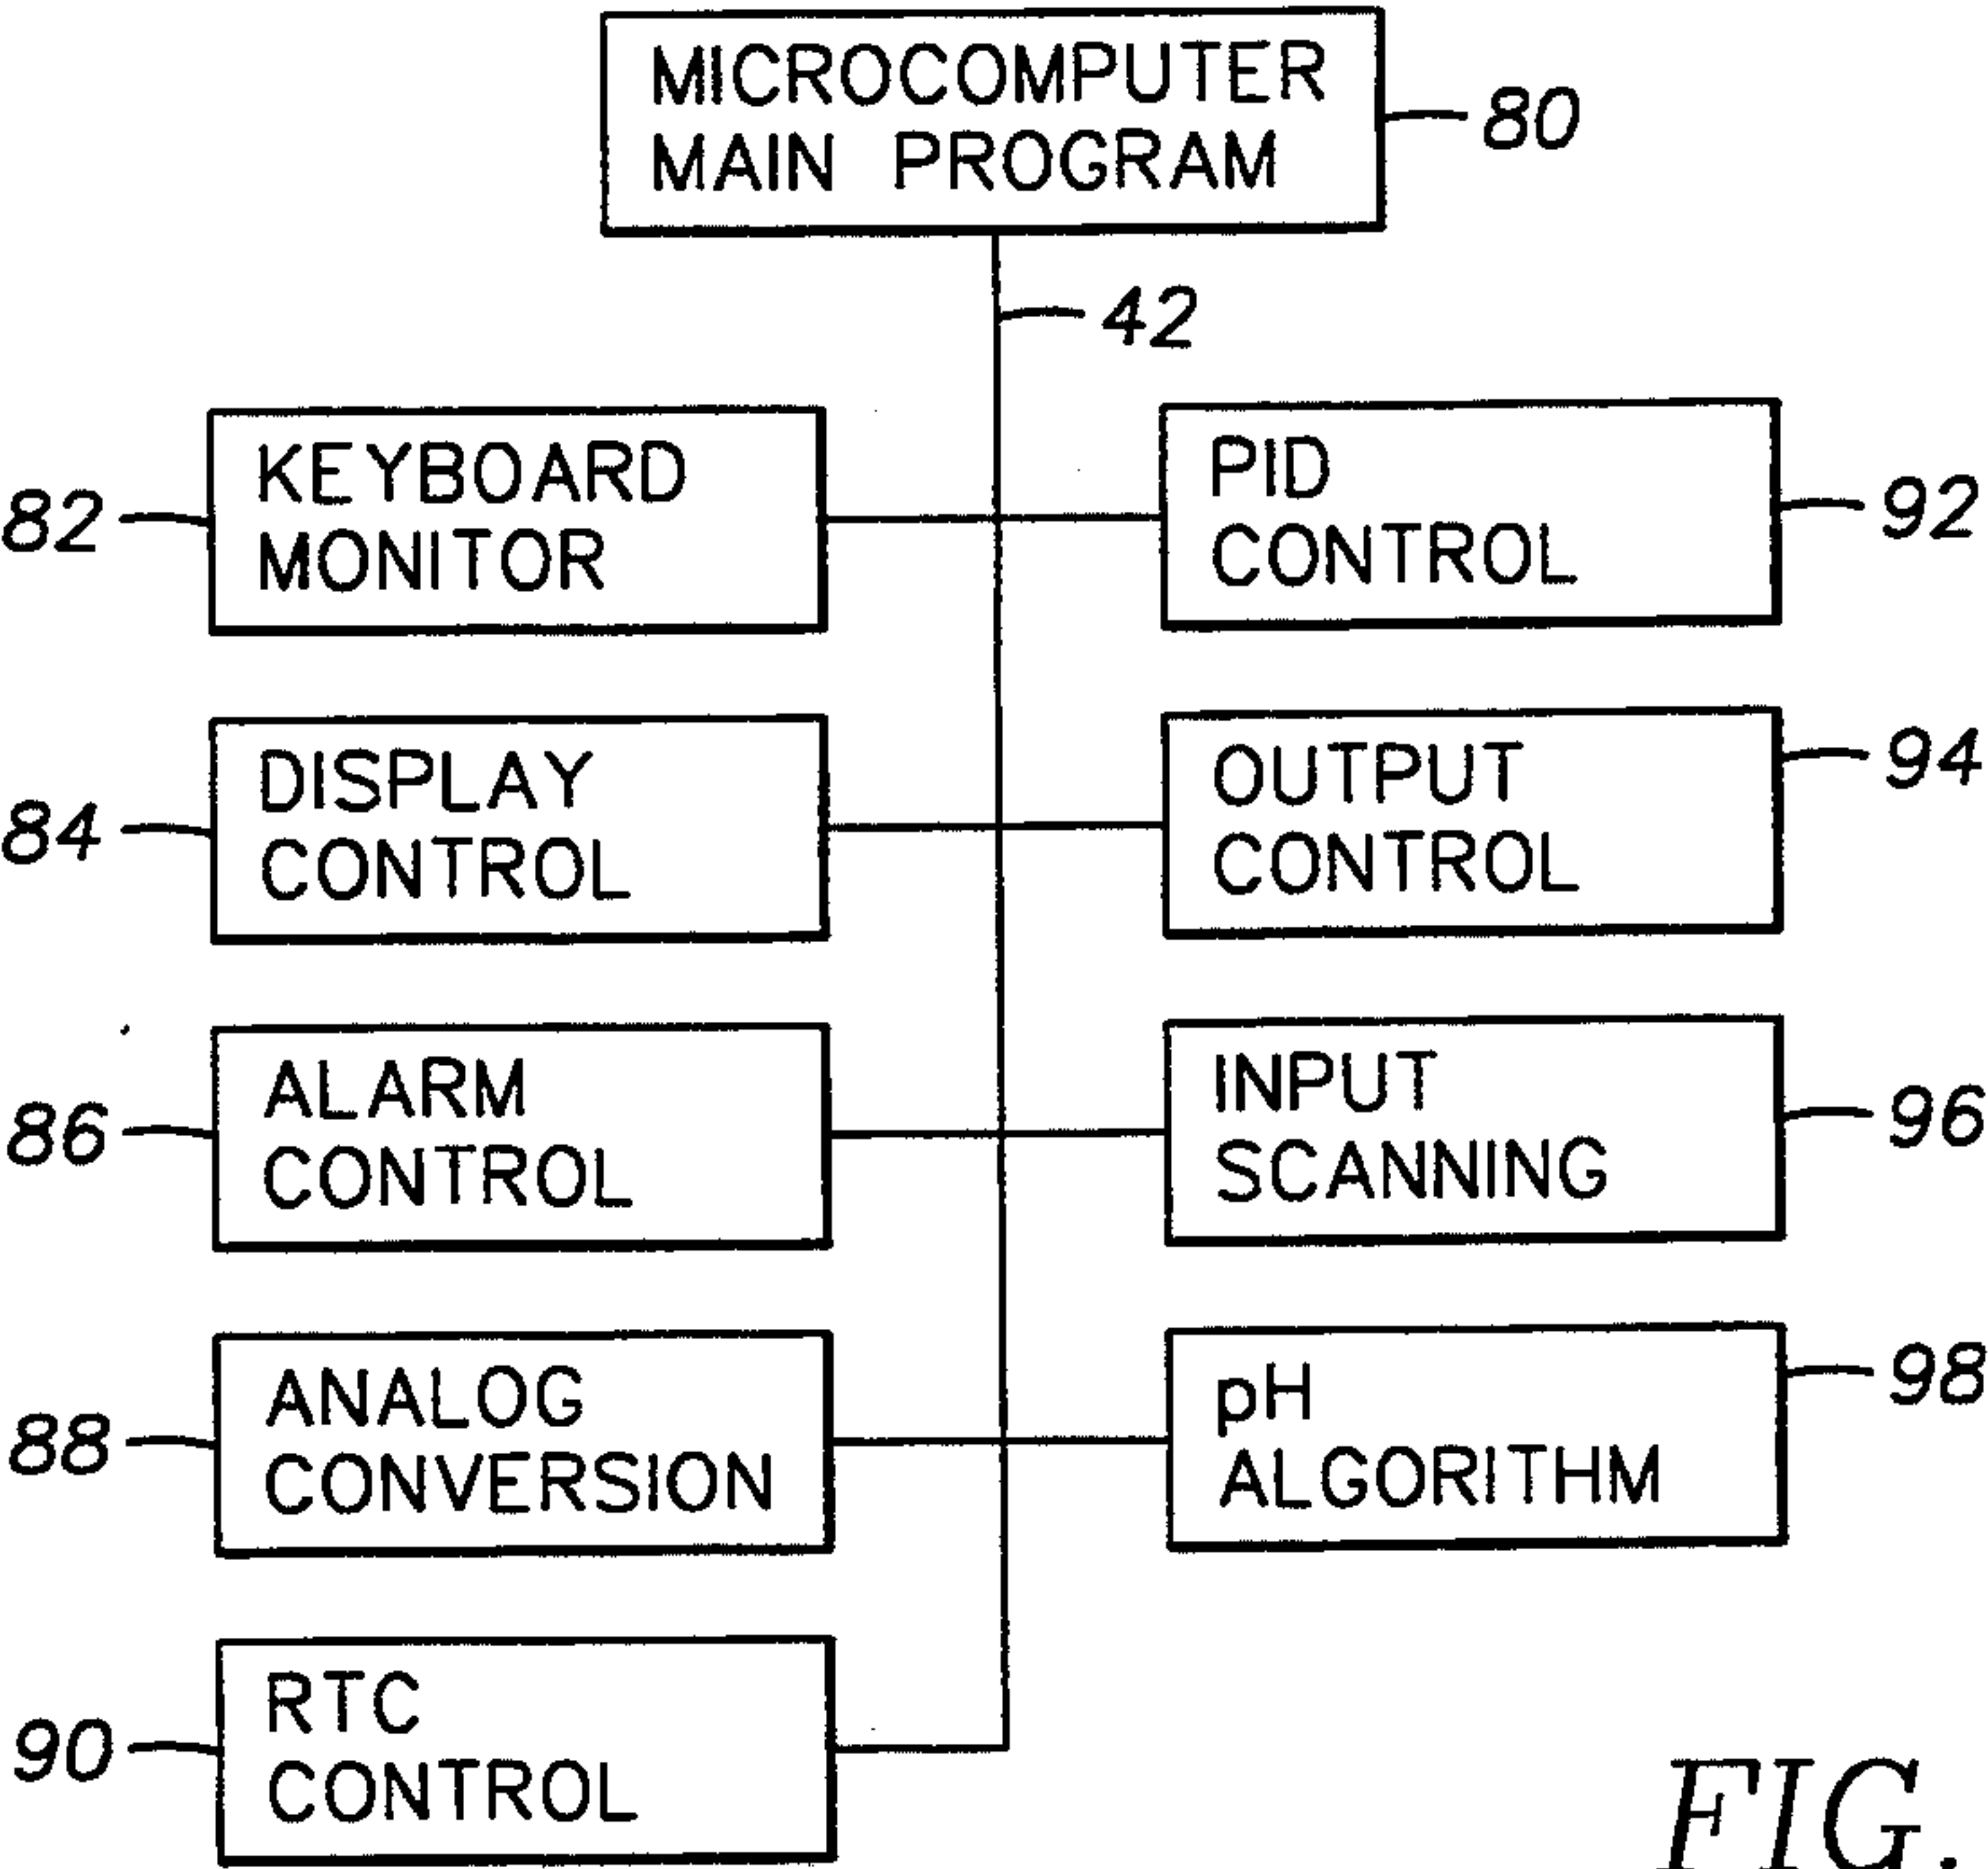 MICROCOMPUTER
MAIN PROGRAM
80
42
KEYBOARD
MONITOR
82
PID
CONTROL
92
DISPLAY
CONTROL
84
OUTPUT
CONTROL
94
ALARM
CONTROL
86
INPUT
SCANNING
96
ANALOG
CONVERSION
88
pH
ALGORITHM
98
RTC
CONTROL
90
FIG.